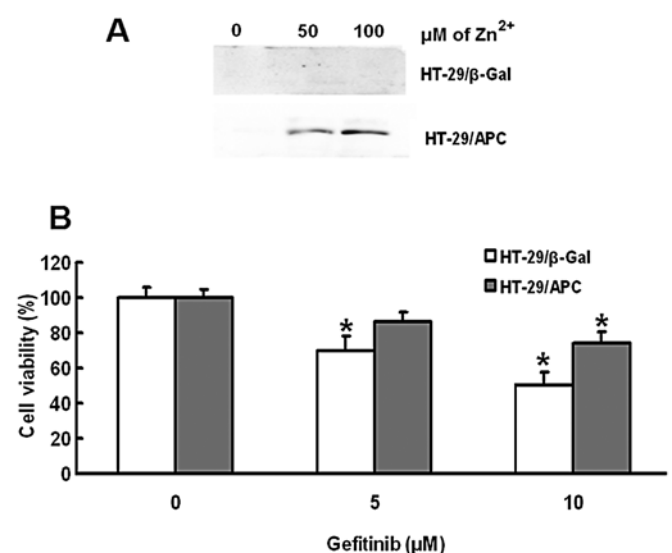 A
0 50 100 µM of Zn²⁺
HT-29/β-Gal
HT-29/APC
B
120
100
80
60
40
20
0
Cell viability (%)
HT-29/β-Gal
HT-29/APC
*
*
*
0 5 10
Gefitinib (µM)